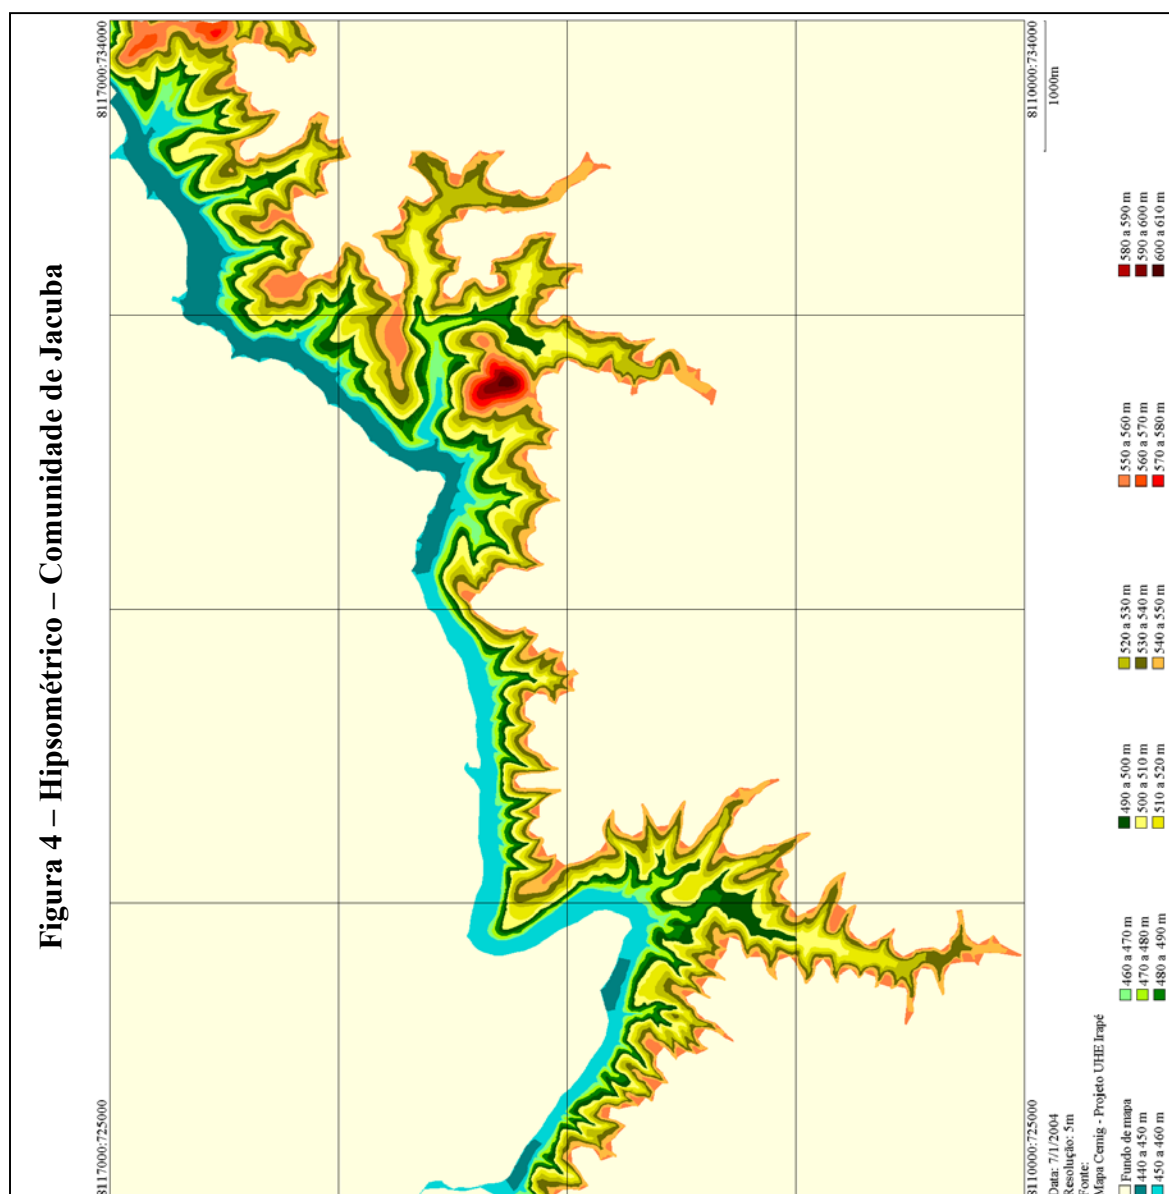 Figura 4 – Hipsométrico – Comunidade de Jacuba
8117000:725000
8117000:734000
8110000:725000
8110000:734000
1000m
Data: 7/1/2004
Resolução: 5m
Fonte:
Mapa Cemig - Projeto UHE Irapé
Fundo de mapa
440 a 450 m
450 a 460 m
460 a 470 m
470 a 480 m
480 a 490 m
490 a 500 m
500 a 510 m
510 a 520 m
520 a 530 m
530 a 540 m
540 a 550 m
550 a 560 m
560 a 570 m
570 a 580 m
580 a 590 m
590 a 600 m
600 a 610 m